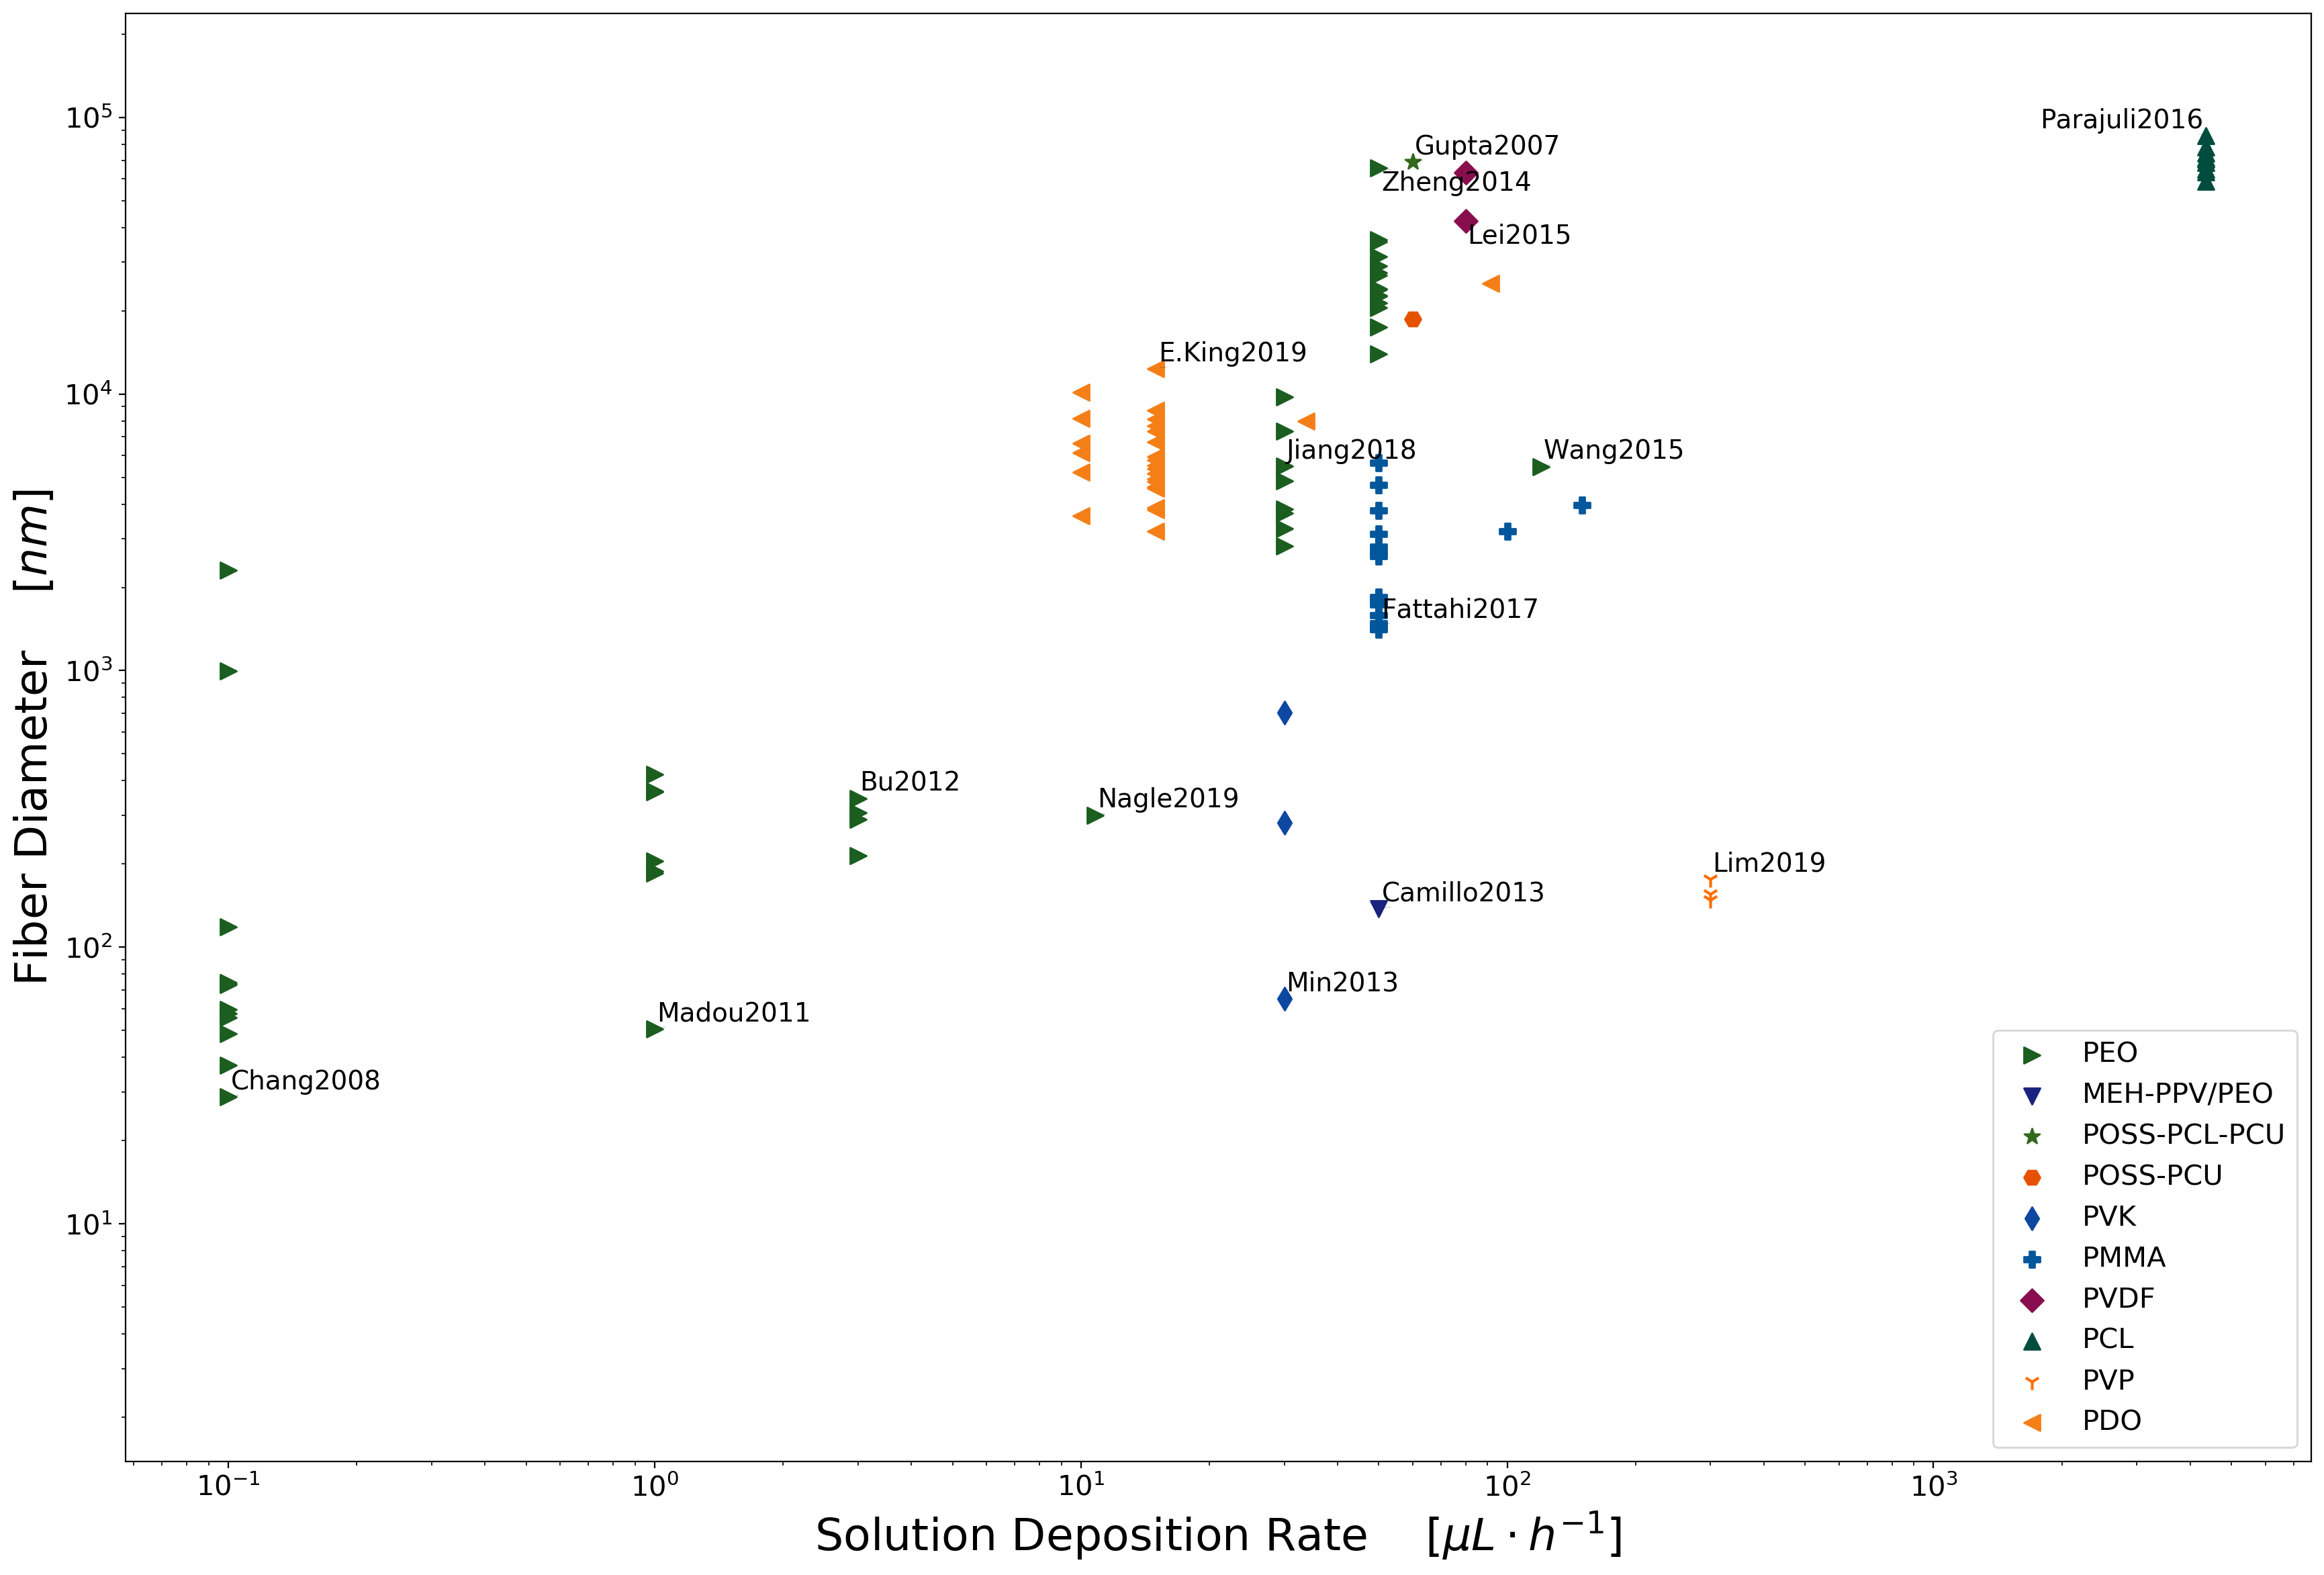 10⁵
10⁴
10³
10²
10¹
Fiber Diameter [nm]
Parajuli2016
Gupta2007
Zheng2014
Lei2015
E.King2019
Jiang2018
Wang2015
Fattahi2017
Bu2012
Nagle2019
Lim2019
Camillo2013
Min2013
Madou2011
Chang2008
PEO
MEH-PPV/PEO
POSS-PCL-PCU
POSS-PCU
PVK
PMMA
PVDF
PCL
PVP
PDO
10⁻¹ 10⁰ 10¹ 10² 10³
Solution Deposition Rate [μL · h⁻¹]